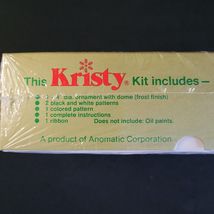 This Kristy® Kit includes—
dia. ornament with dome (frost finish)
2 black and white patterns
1 colored pattern
1 complete instructions
1 ribbon Does not include: Oil paints.
A product of Anomatic Corporation